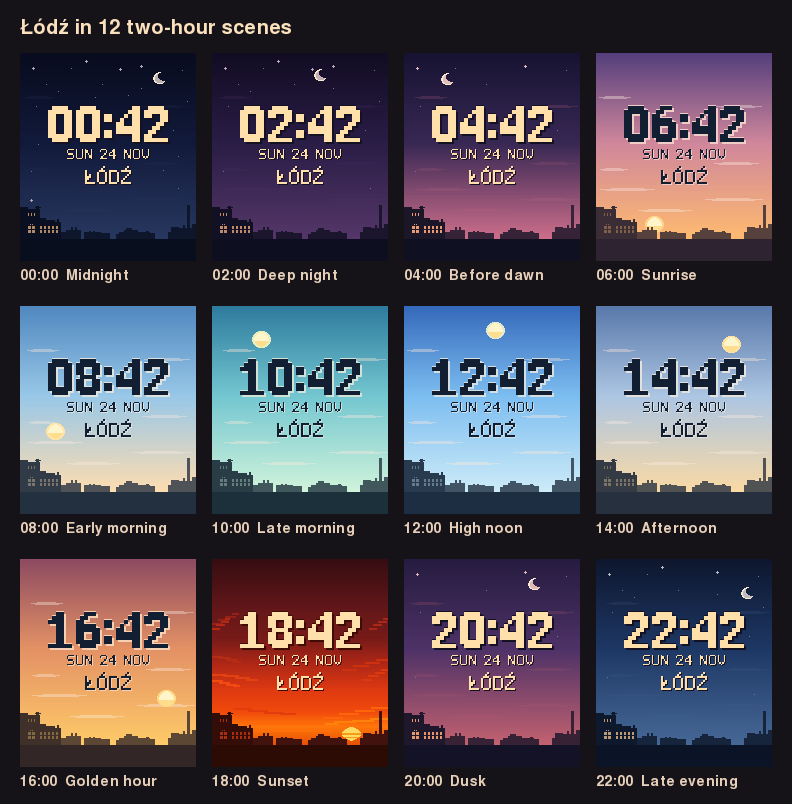 Łódź in 12 two-hour scenes
00:42
SUN 24 NOV
ŁÓDŹ
00:00 Midnight
02:42
SUN 24 NOV
ŁÓDŹ
02:00 Deep night
04:42
SUN 24 NOV
ŁÓDŹ
04:00 Before dawn
06:42
SUN 24 NOV
ŁÓDŹ
06:00 Sunrise
08:42
SUN 24 NOV
ŁÓDŹ
08:00 Early morning
10:42
SUN 24 NOV
ŁÓDŹ
10:00 Late morning
12:42
SUN 24 NOV
ŁÓDŹ
12:00 High noon
14:42
SUN 24 NOV
ŁÓDŹ
14:00 Afternoon
16:42
SUN 24 NOV
ŁÓDŹ
16:00 Golden hour
18:42
SUN 24 NOV
ŁÓDŹ
18:00 Sunset
20:42
SUN 24 NOV
ŁÓDŹ
20:00 Dusk
22:42
SUN 24 NOV
ŁÓDŹ
22:00 Late evening